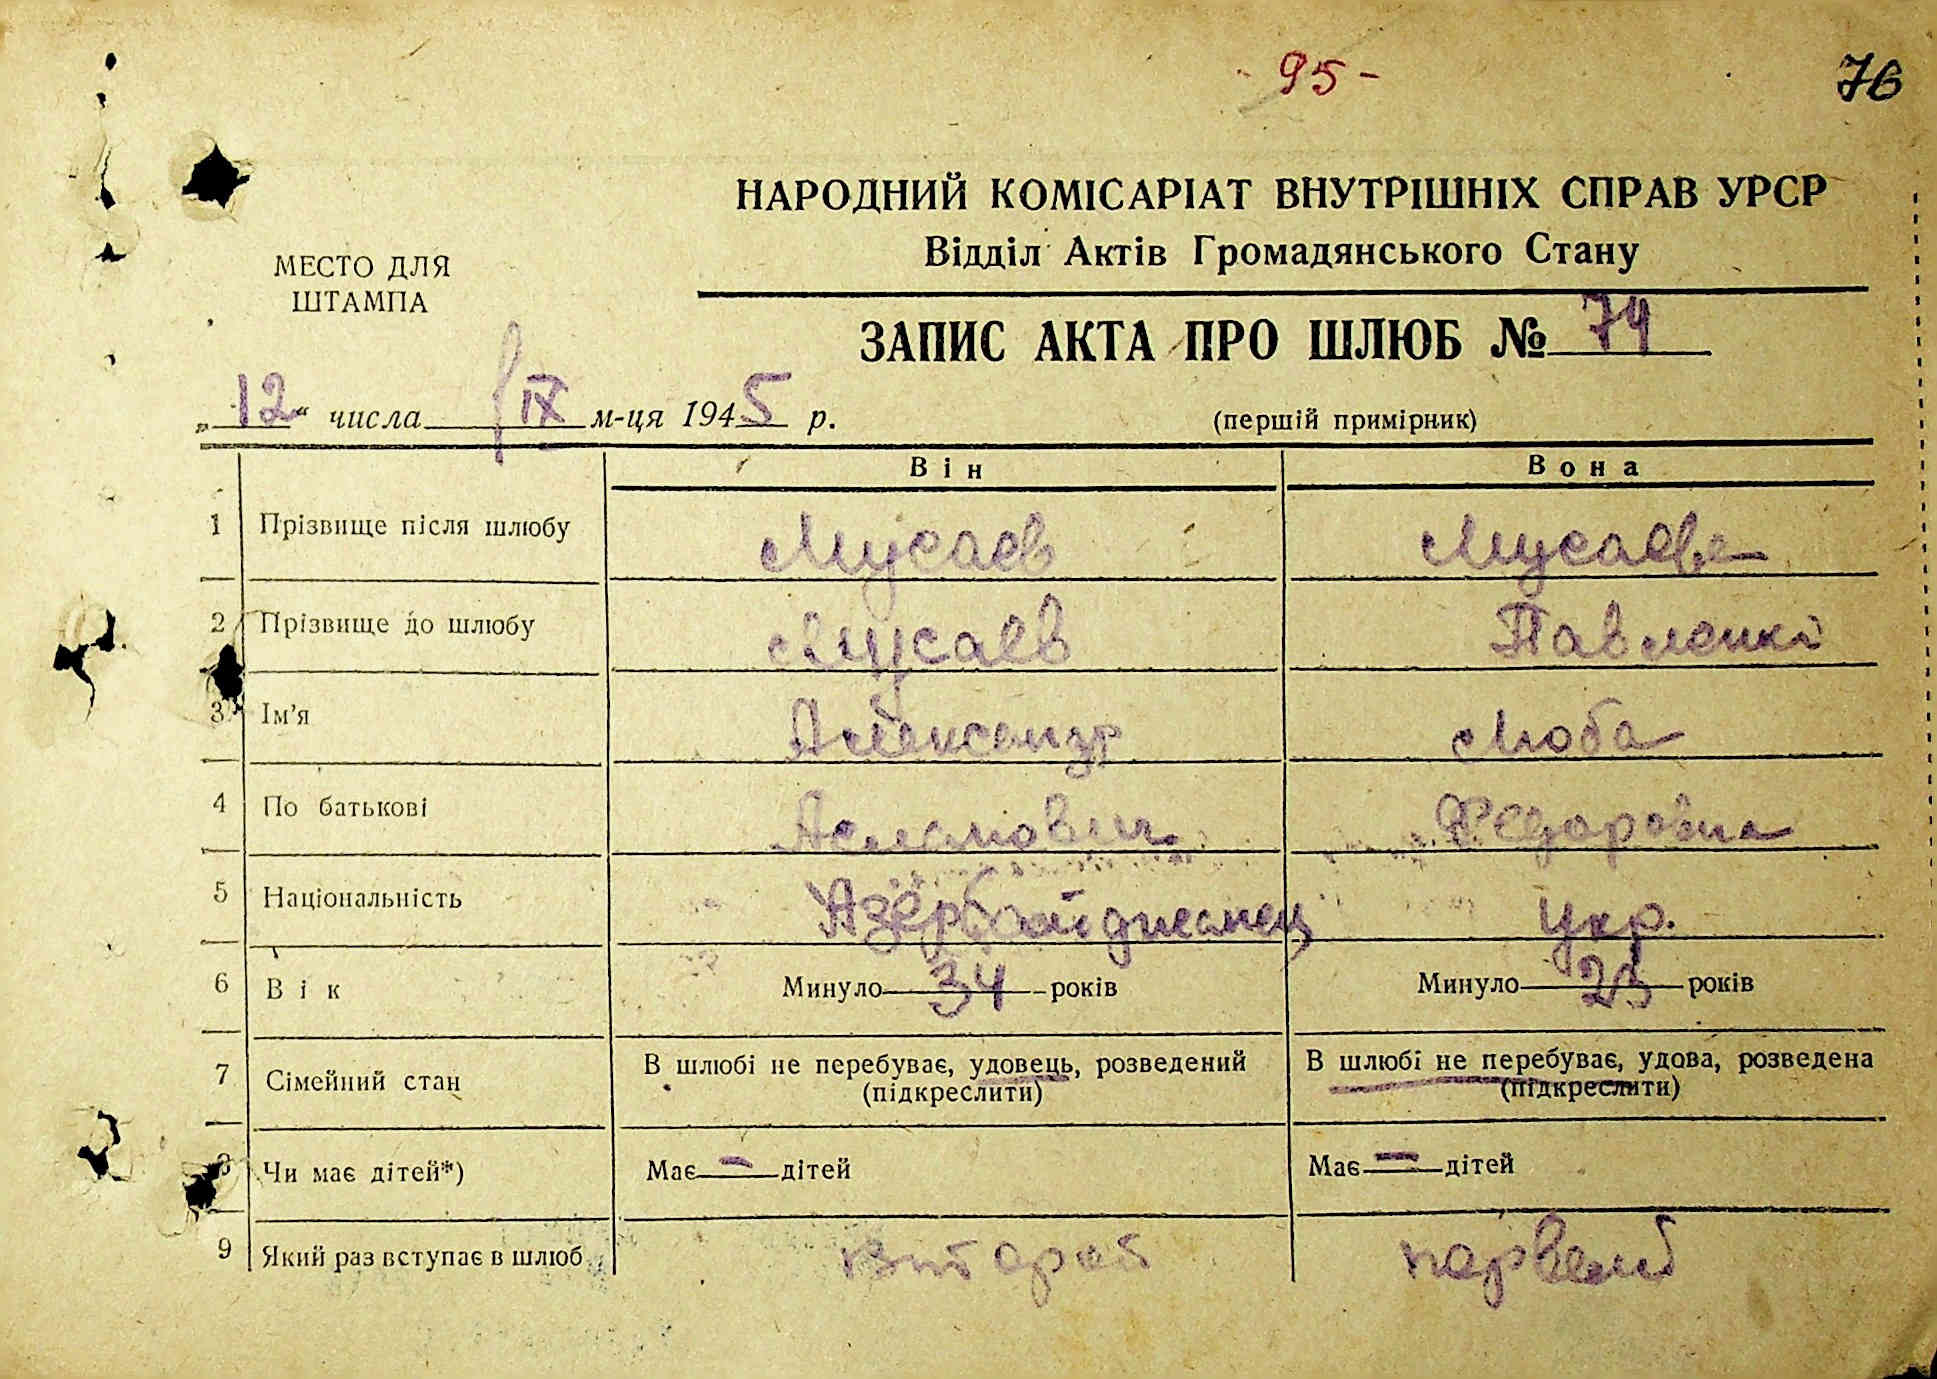 - 95 -
76
НАРОДНИЙ КОМІСАРІАТ ВНУТРІШНІХ СПРАВ УРСР
Відділ Актів Громадянського Стану
МЕСТО ДЛЯ
ШТАМПА
ЗАПИС АКТА ПРО ШЛЮБ № 74
„12“ числа IX м-ця 1945 р.
(першій примірник)
Він Вона
1 Прізвище після шлюбу Мусаев Мусаева
2 Прізвище до шлюбу Мусаев Павленко
3 Ім’я Александр Люба
4 По батькові Асламович Федоровна
5 Національність Азербайджанец Укр.
6 Вік Минуло 34 років Минуло 23 років
7 Сімейний стан В шлюбі не перебуває, удовець, розведений В шлюбі не перебуває, удова, розведена
(підкреслити) (підкреслити)
8 Чи має дітей*) Має — дітей Має — дітей
9 Який раз вступає в шлюб второй первый